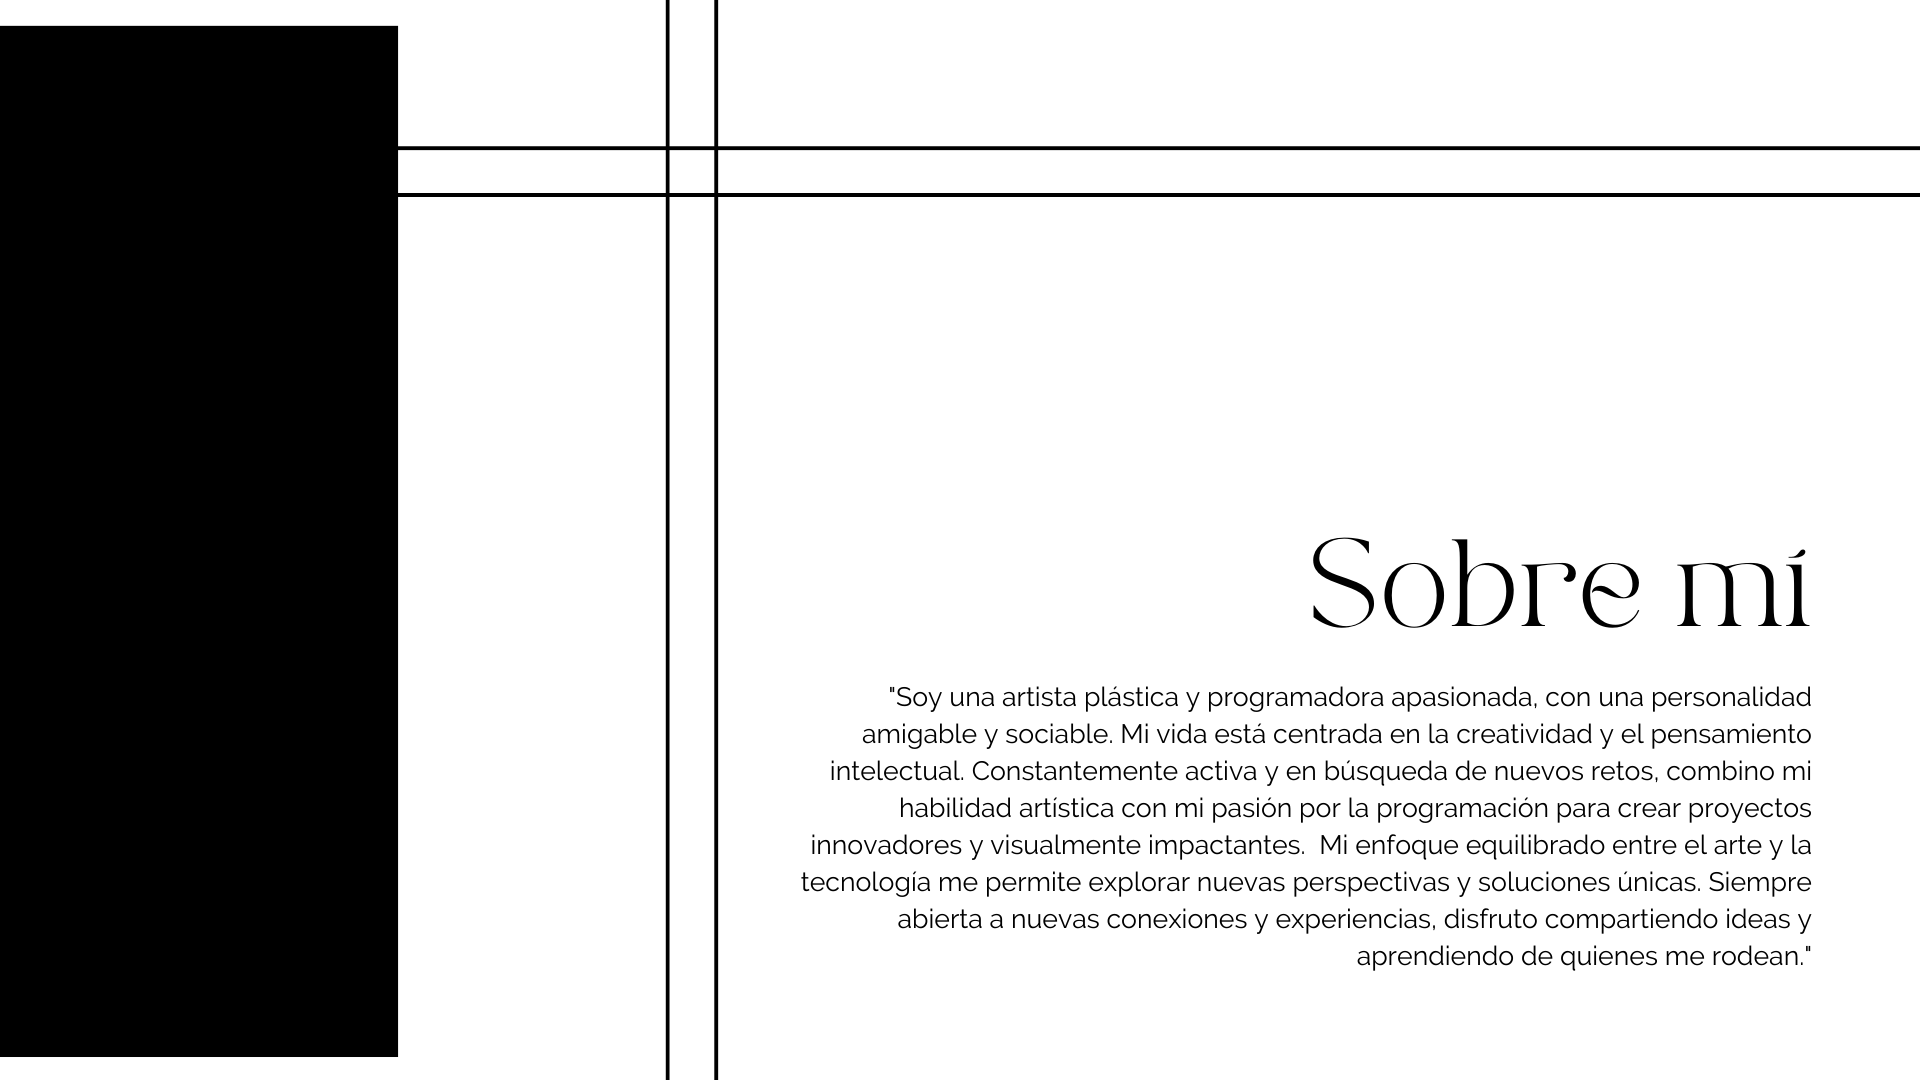 Sobre mí
"Soy una artista plástica y programadora apasionada, con una personalidad
amigable y sociable. Mi vida está centrada en la creatividad y el pensamiento
intelectual. Constantemente activa y en búsqueda de nuevos retos, combino mi
habilidad artística con mi pasión por la programación para crear proyectos
innovadores y visualmente impactantes.  Mi enfoque equilibrado entre el arte y la
tecnología me permite explorar nuevas perspectivas y soluciones únicas. Siempre
abierta a nuevas conexiones y experiencias, disfruto compartiendo ideas y
aprendiendo de quienes me rodean."